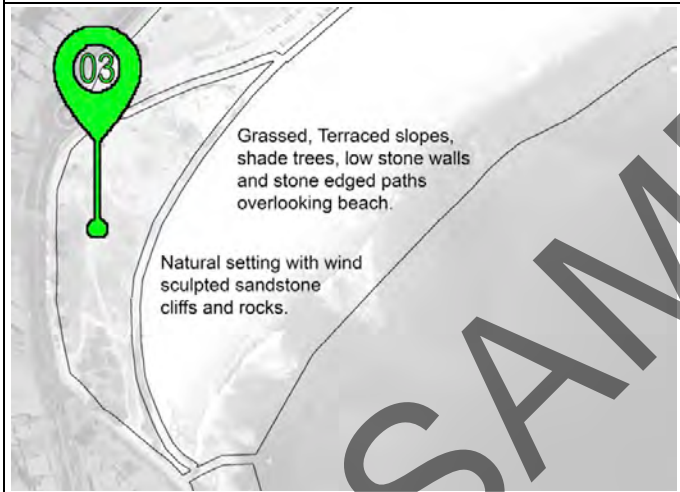 03
Grassed, Terraced slopes,
shade trees, low stone walls
and stone edged paths
overlooking beach.
Natural setting with wind
sculpted sandstone
cliffs and rocks.
SAM